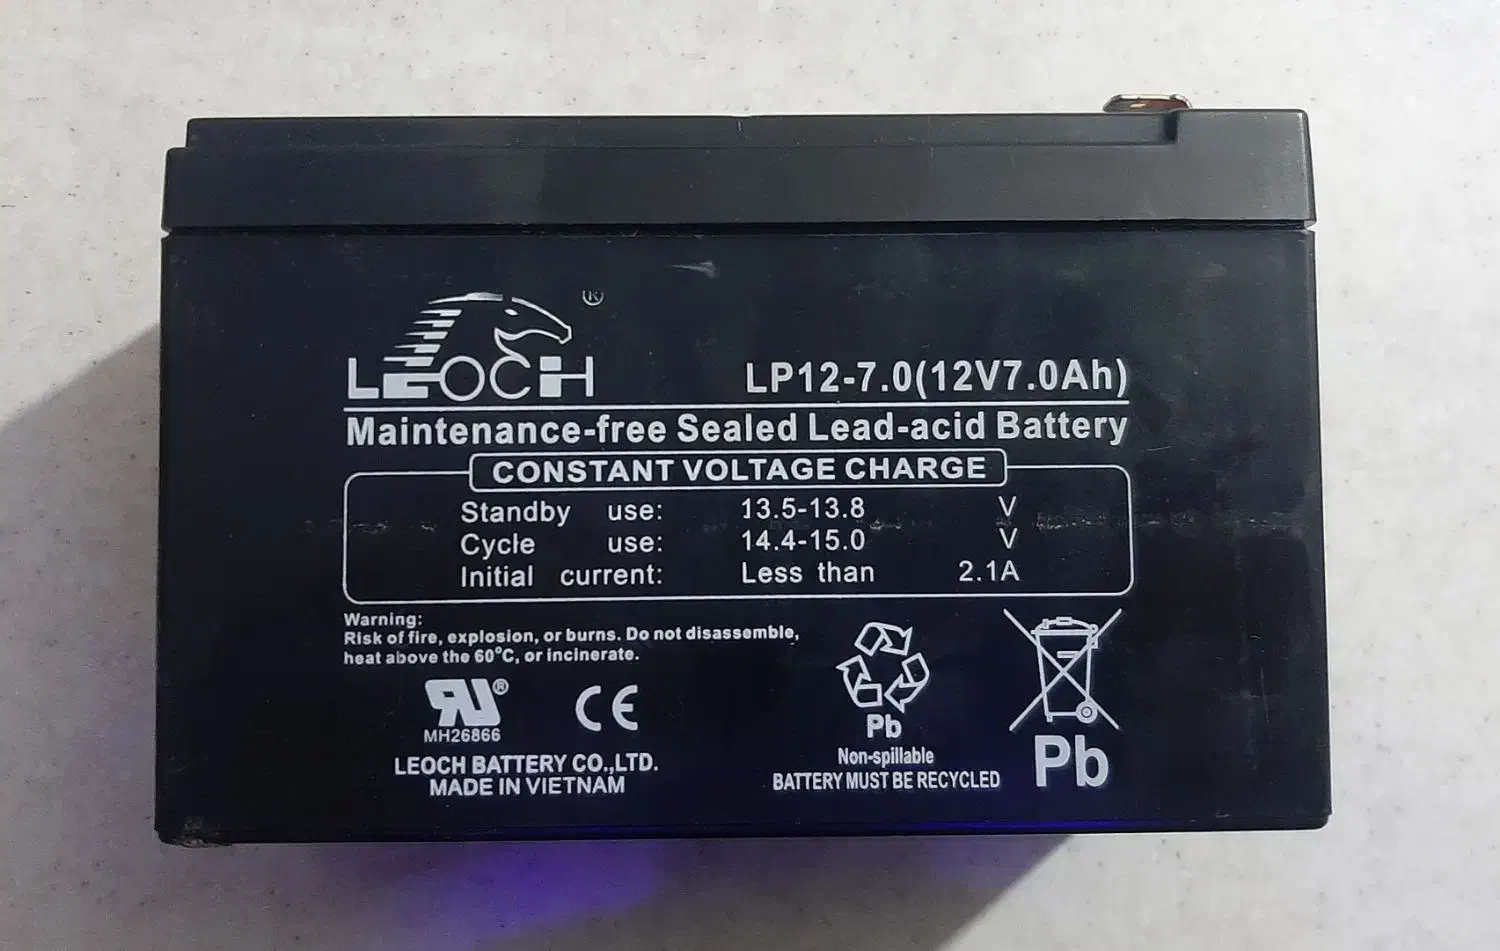 LEOCH ®
LP12-7.0(12V7.0Ah)
Maintenance-free Sealed Lead-acid Battery
CONSTANT VOLTAGE CHARGE
Standby use: 13.5-13.8 V
Cycle use: 14.4-15.0 V
Initial current: Less than 2.1A
Warning:
Risk of fire, explosion, or burns. Do not disassemble,
heat above the 60°C, or incinerate.
RU®
MH26866
CE
LEOCH BATTERY CO.,LTD.
MADE IN VIETNAM
Pb
Non-spillable
BATTERY MUST BE RECYCLED
Pb